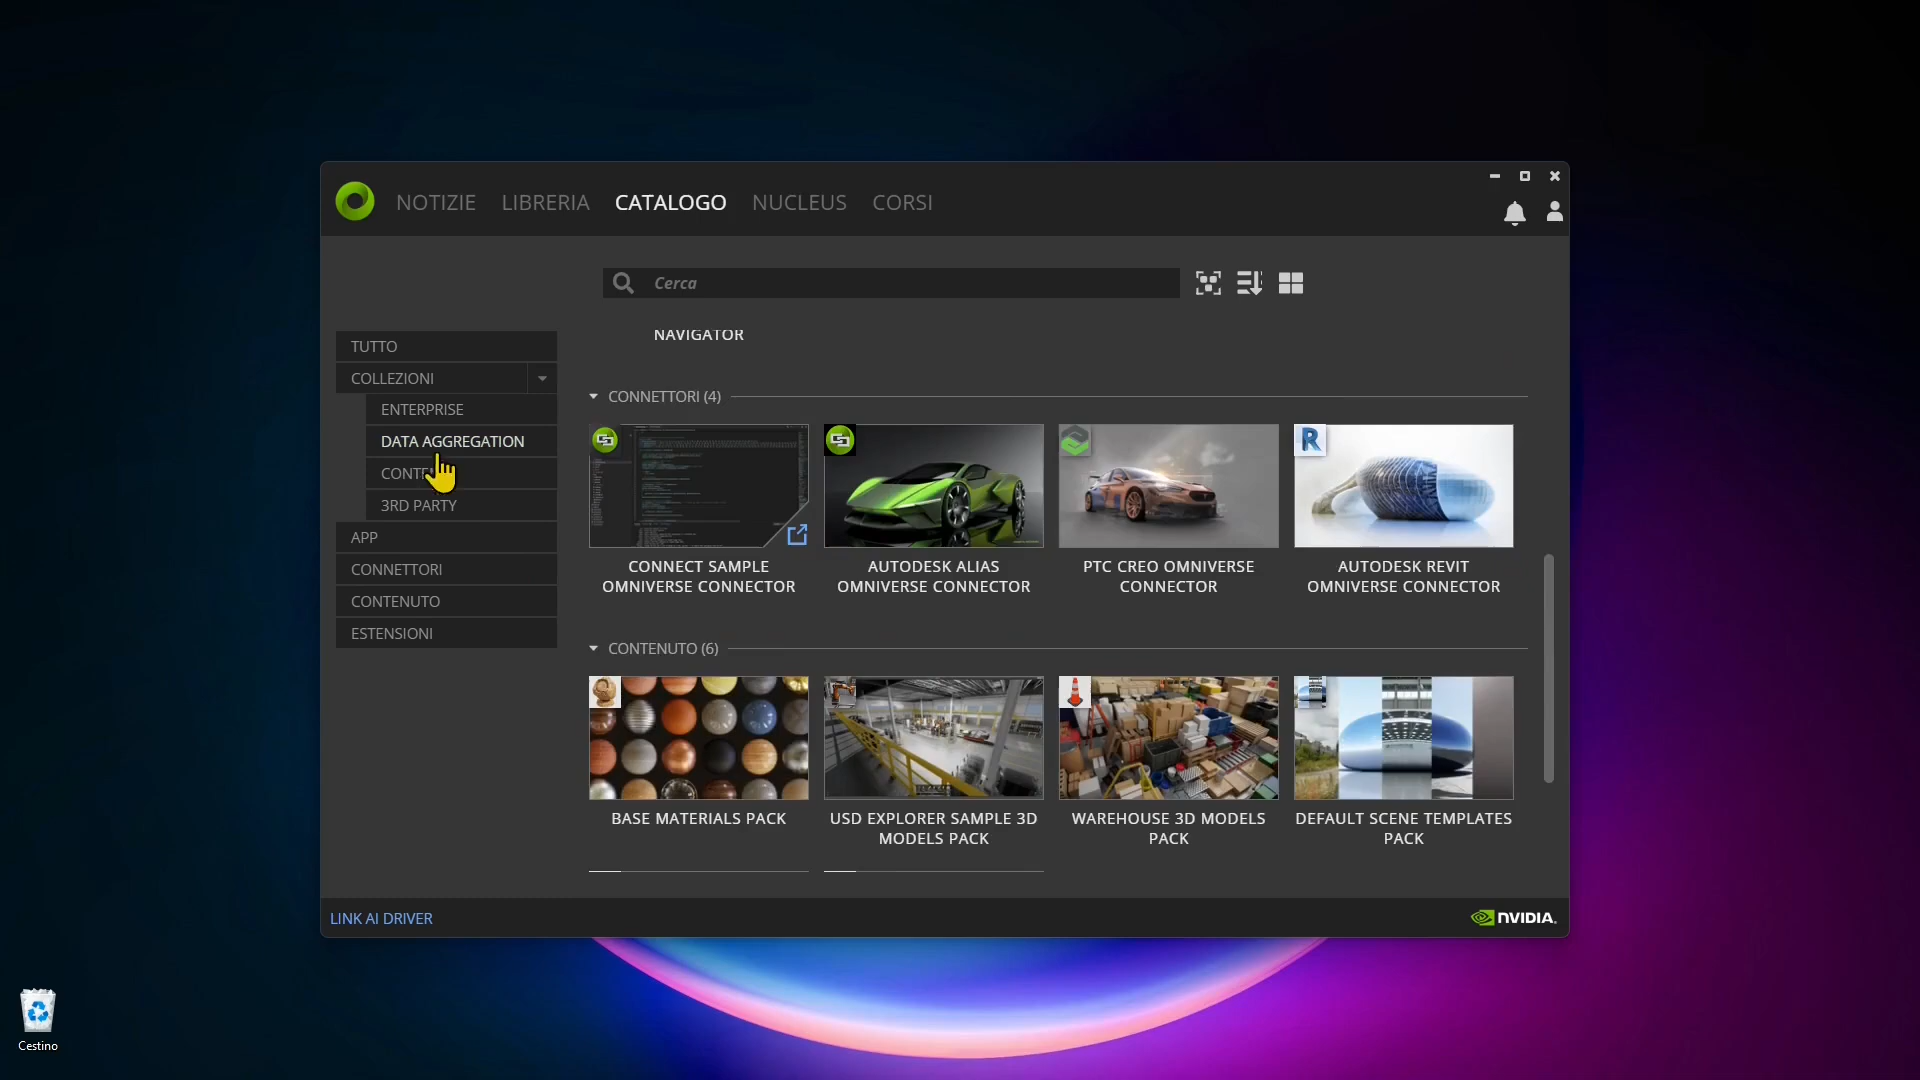 NOTIZIE LIBRERIA CATALOGO NUCLEUS CORSI
Cerca
TUTTO
COLLEZIONI
ENTERPRISE
DATA AGGREGATION
3RD PARTY
APP
CONNETTORI
CONTENUTO
ESTENSIONI
NAVIGATOR
CONNETTORI (4)
CONNECT SAMPLE
OMNIVERSE CONNECTOR
AUTODESK ALIAS
OMNIVERSE CONNECTOR
PTC CREO OMNIVERSE
CONNECTOR
R
AUTODESK REVIT
OMNIVERSE CONNECTOR
CONTENUTO (6)
BASE MATERIALS PACK
USD EXPLORER SAMPLE 3D
MODELS PACK
WAREHOUSE 3D MODELS
PACK
DEFAULT SCENE TEMPLATES
PACK
LINK AI DRIVER
NVIDIA.
Cestino